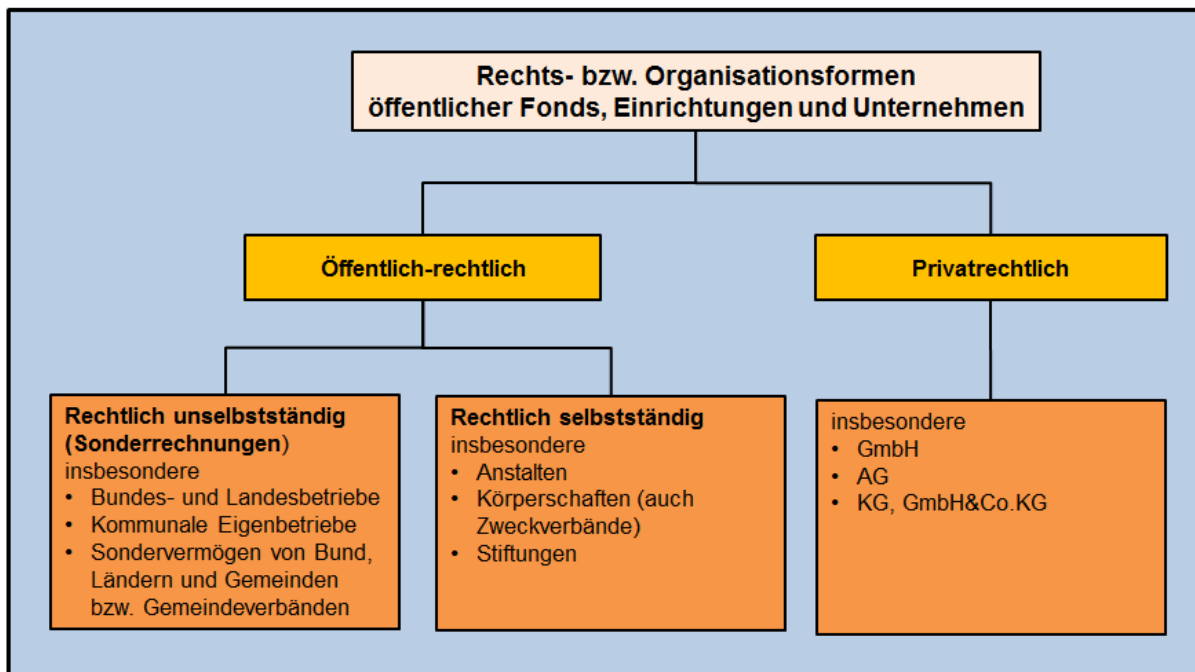 Rechts- bzw. Organisationsformen
öffentlicher Fonds, Einrichtungen und Unternehmen
Öffentlich-rechtlich
Privatrechtlich
Rechtlich unselbstständig
(Sonderrechnungen)
insbesondere
• Bundes- und Landesbetriebe
• Kommunale Eigenbetriebe
• Sondervermögen von Bund,
Ländern und Gemeinden
bzw. Gemeindeverbänden
Rechtlich selbstständig
insbesondere
• Anstalten
• Körperschaften (auch
Zweckverbände)
• Stiftungen
insbesondere
• GmbH
• AG
• KG, GmbH&Co.KG